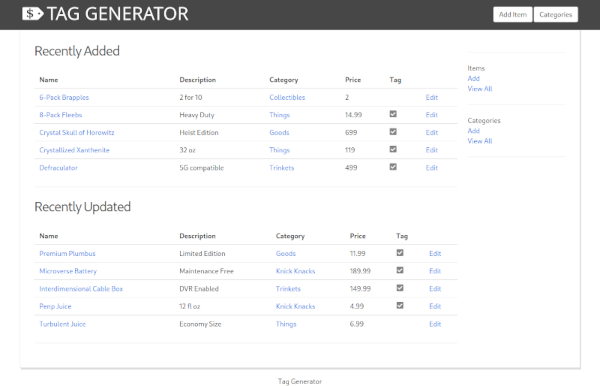 $ TAG GENERATOR Add Item Categories
Recently Added
Name Description Category Price Tag
6-Pack Brapples 2 for 10 Collectibles 2 Edit
8-Pack Fleebs Heavy Duty Things 14.99 Edit
Crystal Skull of Horowitz Heist Edition Goods 699 Edit
Crystallized Xanthenite 32 oz Things 119 Edit
Defraculator 5G compatible Trinkets 499 Edit
Recently Updated
Name Description Category Price Tag
Premium Plumbus Limited Edition Goods 11.99 Edit
Microverse Battery Maintenance Free Knick Knacks 189.99 Edit
Interdimensional Cable Box DVR Enabled Trinkets 149.99 Edit
Penp Juice 12 fl oz Knick Knacks 4.99 Edit
Turbulent Juice Economy Size Things 6.99 Edit
Items
Add
View All
Categories
Add
View All
Tag Generator